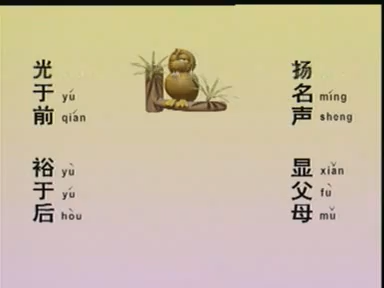 扬名声
míng sheng
显父母
xiǎn fù mǔ
光于前
yú qián
裕于后
yù yú hòu